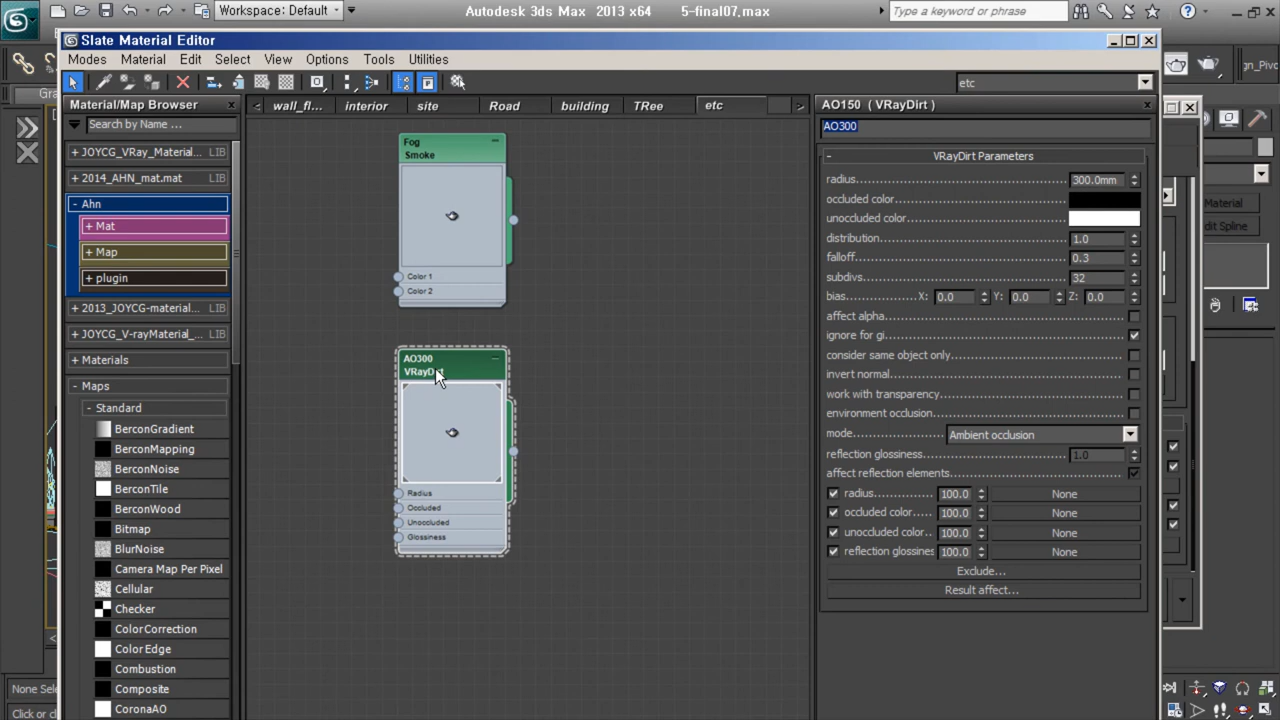 Workspace: Default
Autodesk 3ds Max 2013 x64
5-final07.max
Type a keyword or phrase
Slate Material Editor
Modes Material Edit Select View Options Tools Utilities
etc
Material/Map Browser
Search by Name ...
+ JOYCG_VRay_Material... LIB
+ 2014_AHN_mat.mat
- Ahn
+ Mat
+ Map
+ plugin
+ 2013_JOYCG-material... LIB
+ JOYCG_V-rayMaterial_... LIB
+ Materials
- Maps
- Standard
BerconGradient
BerconMapping
BerconNoise
BerconTile
BerconWood
Bitmap
BlurNoise
Camera Map Per Pixel
Cellular
Checker
ColorCorrection
ColorEdge
Combustion
Composite
CoronaAO
wall_fl... interior site Road building TRee etc
Fog
Smoke
Color 1
Color 2
AO300
VRayDirt
Radius
Occluded
Unoccluded
Glossiness
AO150 ( VRayDirt )
AO300
- VRayDirt Parameters
radius 300.0mm
occluded color
unoccluded color
distribution 1.0
falloff 0.3
subdivs 32
bias X: 0.0 Y: 0.0 Z: 0.0
affect alpha
ignore for gi
consider same object only
invert normal
work with transparency
environment occlusion
mode Ambient occlusion
reflection glossiness 1.0
affect reflection elements
radius 100.0 None
occluded color 100.0 None
unoccluded color 100.0 None
reflection glossines 100.0 None
Exclude...
Result affect...
gn_Pivo
Material
Edit Spline
Gra
None Sel